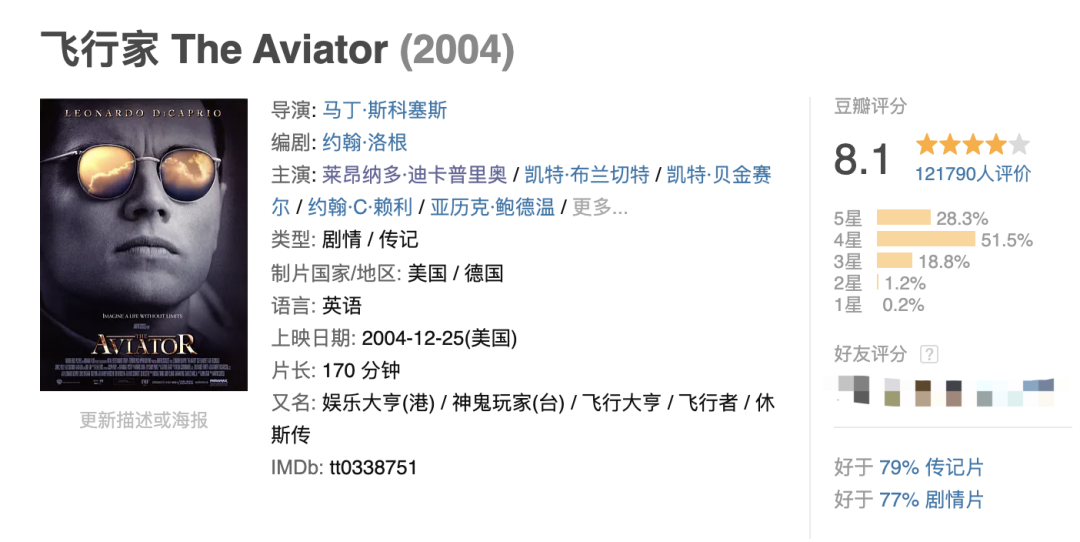 飞行家 The Aviator (2004)
LEONARDO DICAPRIO
IMAGINE A LIFE WITHOUT LIMITS
THE
AVIATOR
更新描述或海报
导演: 马丁·斯科塞斯
编剧: 约翰·洛根
主演: 莱昂纳多·迪卡普里奥 / 凯特·布兰切特 / 凯特·贝金赛
尔 / 约翰·C·赖利 / 亚历克·鲍德温 / 更多...
类型: 剧情 / 传记
制片国家/地区: 美国 / 德国
语言: 英语
上映日期: 2004-12-25(美国)
片长: 170 分钟
又名: 娱乐大亨(港) / 神鬼玩家(台) / 飞行大亨 / 飞行者 / 休
斯传
IMDb: tt0338751
豆瓣评分
8.1
121790人评价
5星 28.3%
4星 51.5%
3星 18.8%
2星 1.2%
1星 0.2%
好友评分 ?
好于 79% 传记片
好于 77% 剧情片